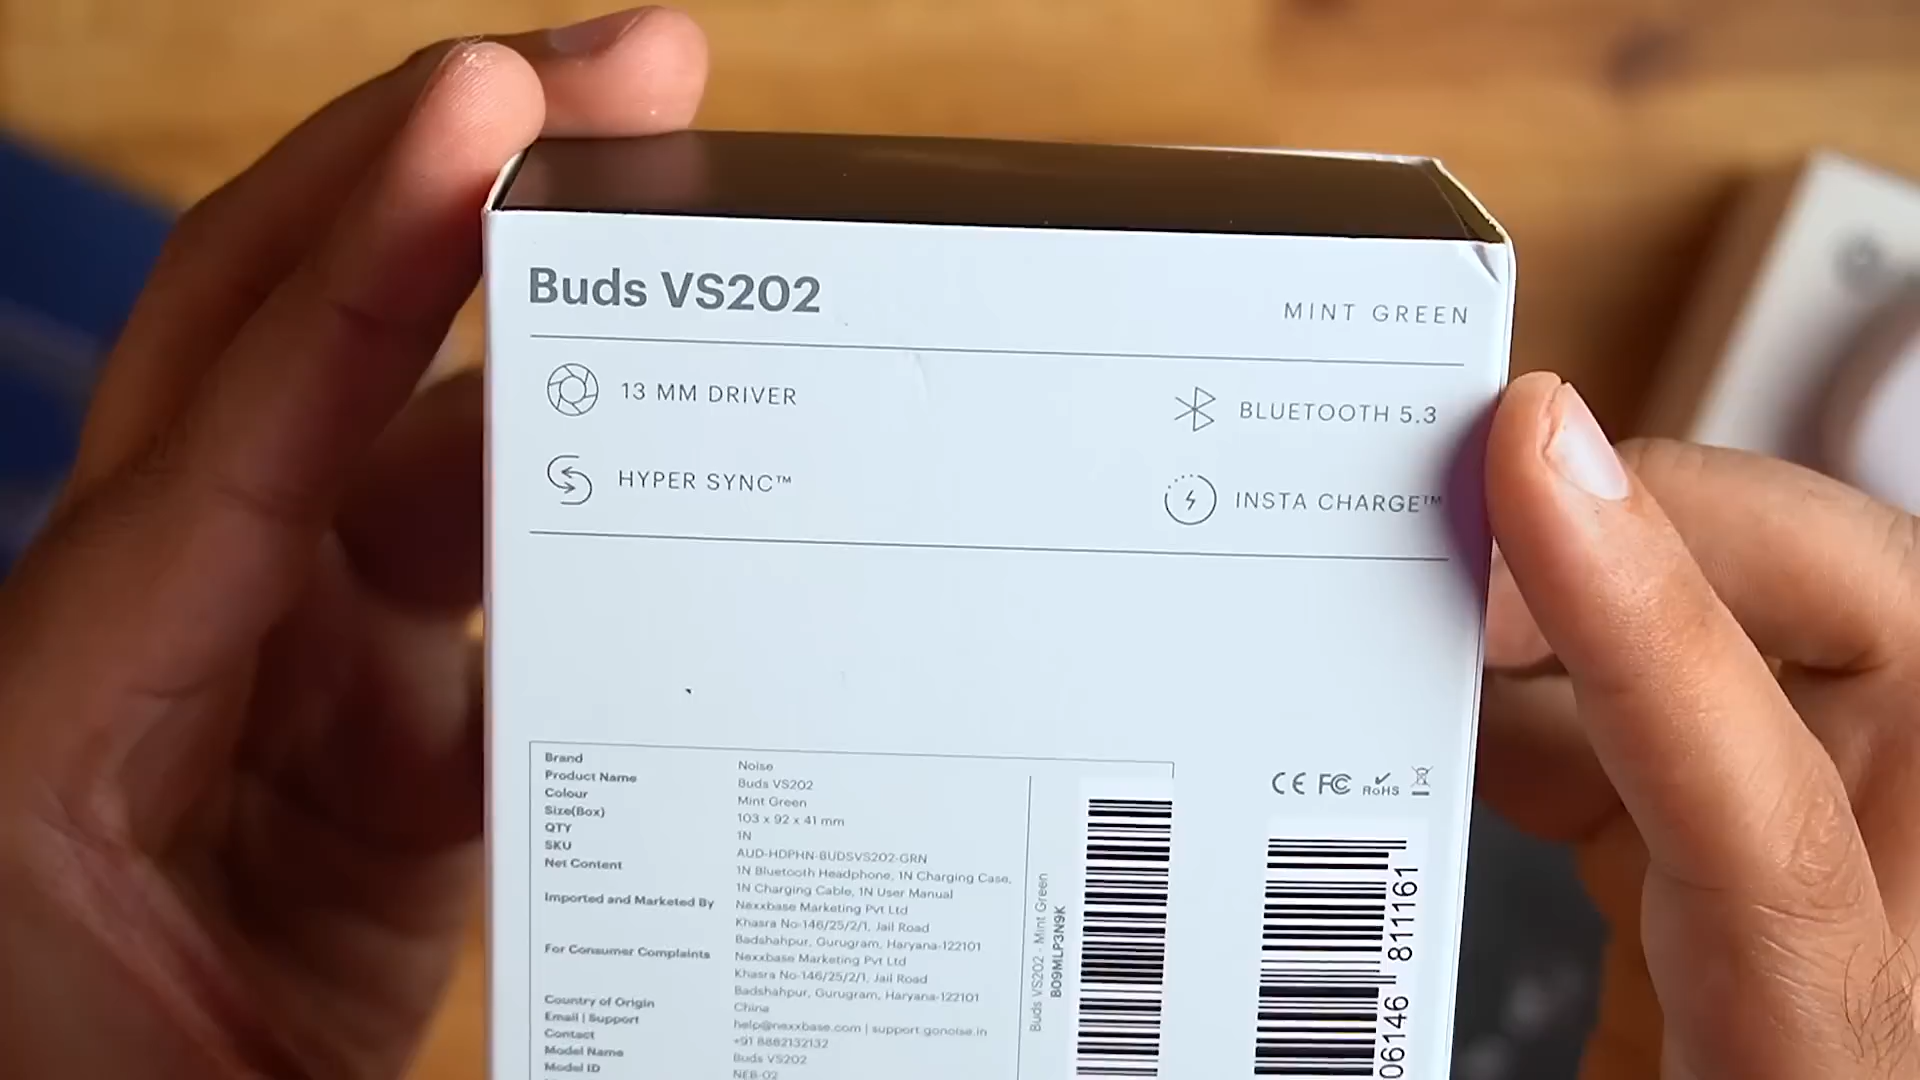 Buds VS202
MINT GREEN
13 MM DRIVER
BLUETOOTH 5.3
HYPER SYNC™
INSTA CHARGE™
Brand Noise
Product Name Buds VS202
Colour Mint Green
Size(Box) 103 x 92 x 41 mm
QTY 1N
SKU AUD-HDPHN-BUDSVS202-GRN
Net Content 1N Bluetooth Headphone, 1N Charging Case,
1N Charging Cable, 1N User Manual
Imported and Marketed By Nexxbase Marketing Pvt Ltd
Khasra No-146/25/2/1, Jail Road
Badshahpur, Gurugram, Haryana-122101
For Consumer Complaints Nexxbase Marketing Pvt Ltd
Khasra No-146/25/2/1, Jail Road
Badshahpur, Gurugram, Haryana-122101
Country of Origin China
Email | Support help@nexxbase.com | support.gonoise.in
Contact +91 8882132132
Model Name Buds VS202
Model ID NEB-02
Buds VS202 - Mint Green
B09MLP3N9K
CE FC RoHS
06146 811161